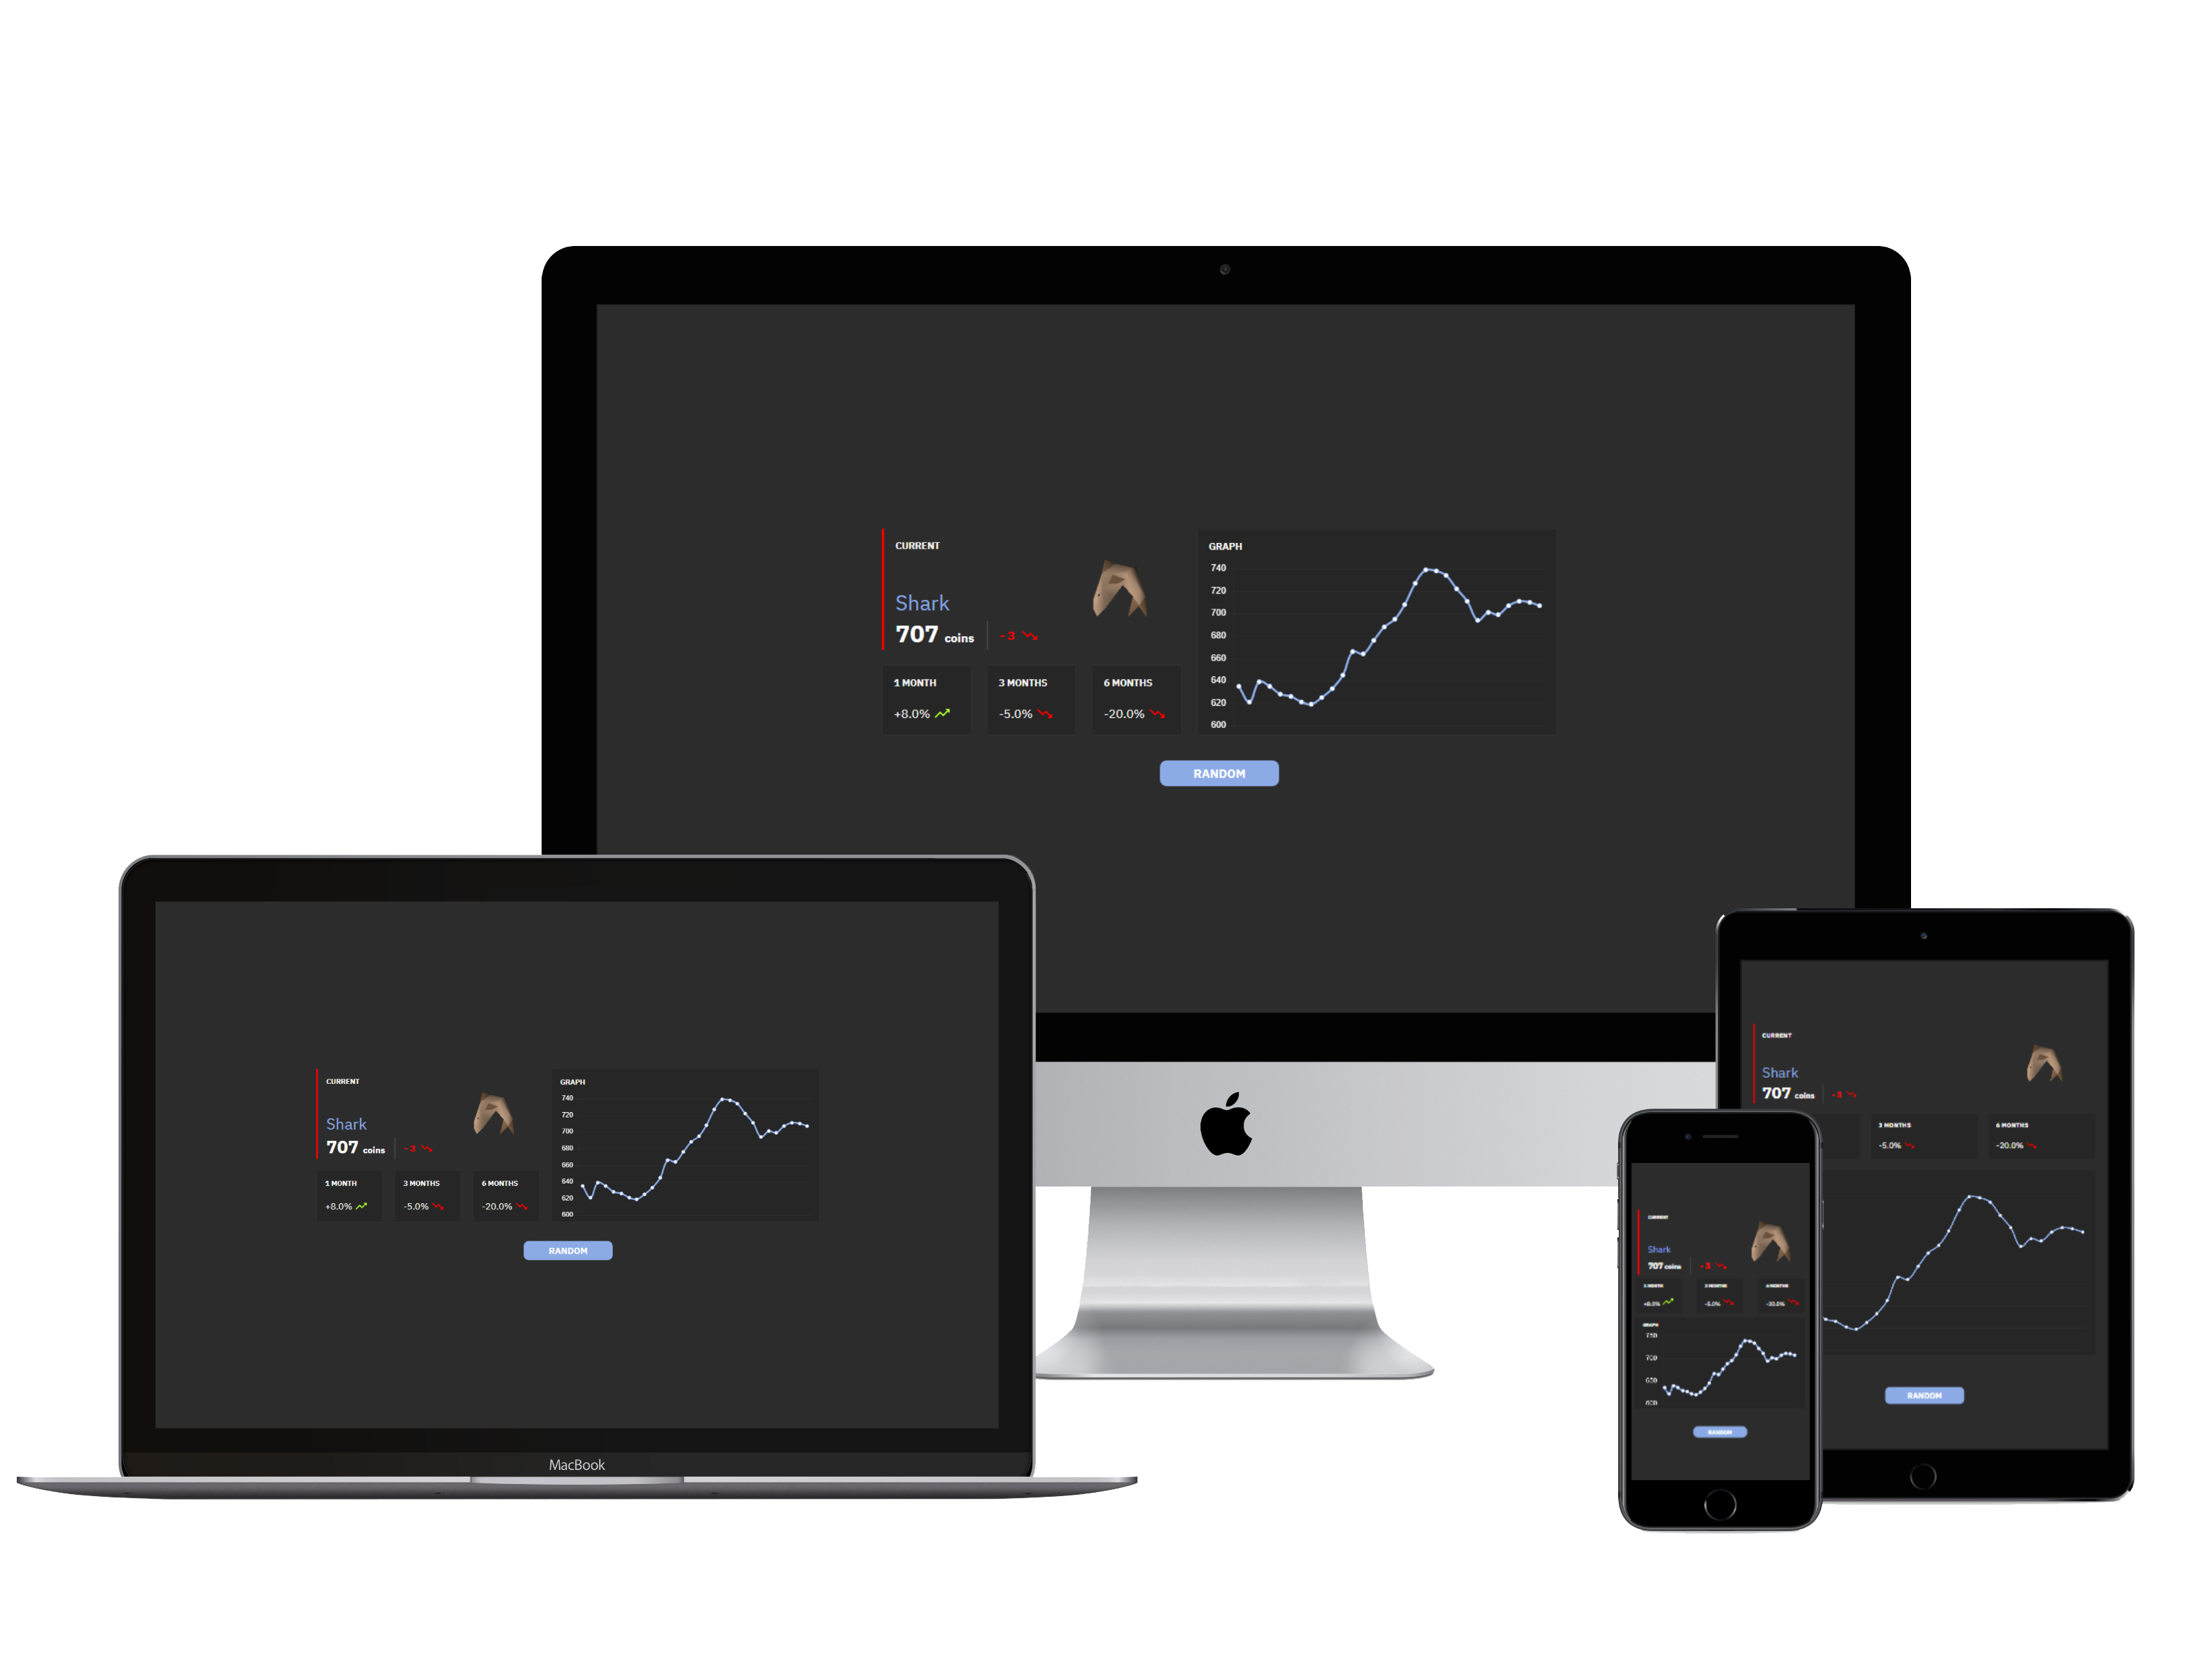 CURRENT
Shark
707 coins -3
1 MONTH 3 MONTHS 6 MONTHS
+8.0% -5.0% -20.0%
GRAPH
740
720
700
680
660
640
620
600
RANDOM
CURRENT
Shark
707 coins -3
1 MONTH 3 MONTHS 6 MONTHS
+8.0% -5.0% -20.0%
GRAPH
740
720
700
680
660
640
620
600
RANDOM
MacBook
CURRENT
Shark
707 coins -3
3 MONTHS 6 MONTHS
-5.0% -20.0%
RANDOM
CURRENT
Shark
707 coins -3
1 MONTH 3 MONTHS 6 MONTHS
+8.0% -5.0% -20.0%
GRAPH
750
700
650
600
RANDOM